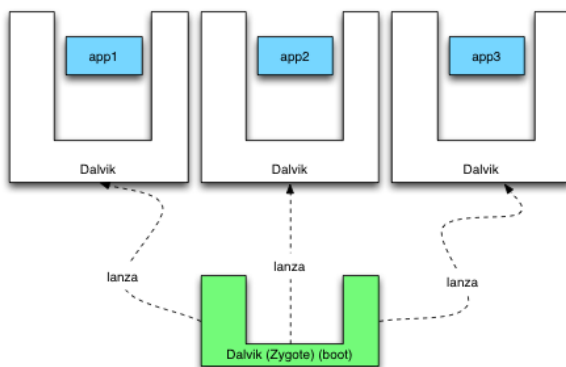 app1
app2
app3
Dalvik
Dalvik
Dalvik
lanza
lanza
lanza
Dalvik (Zygote) (boot)